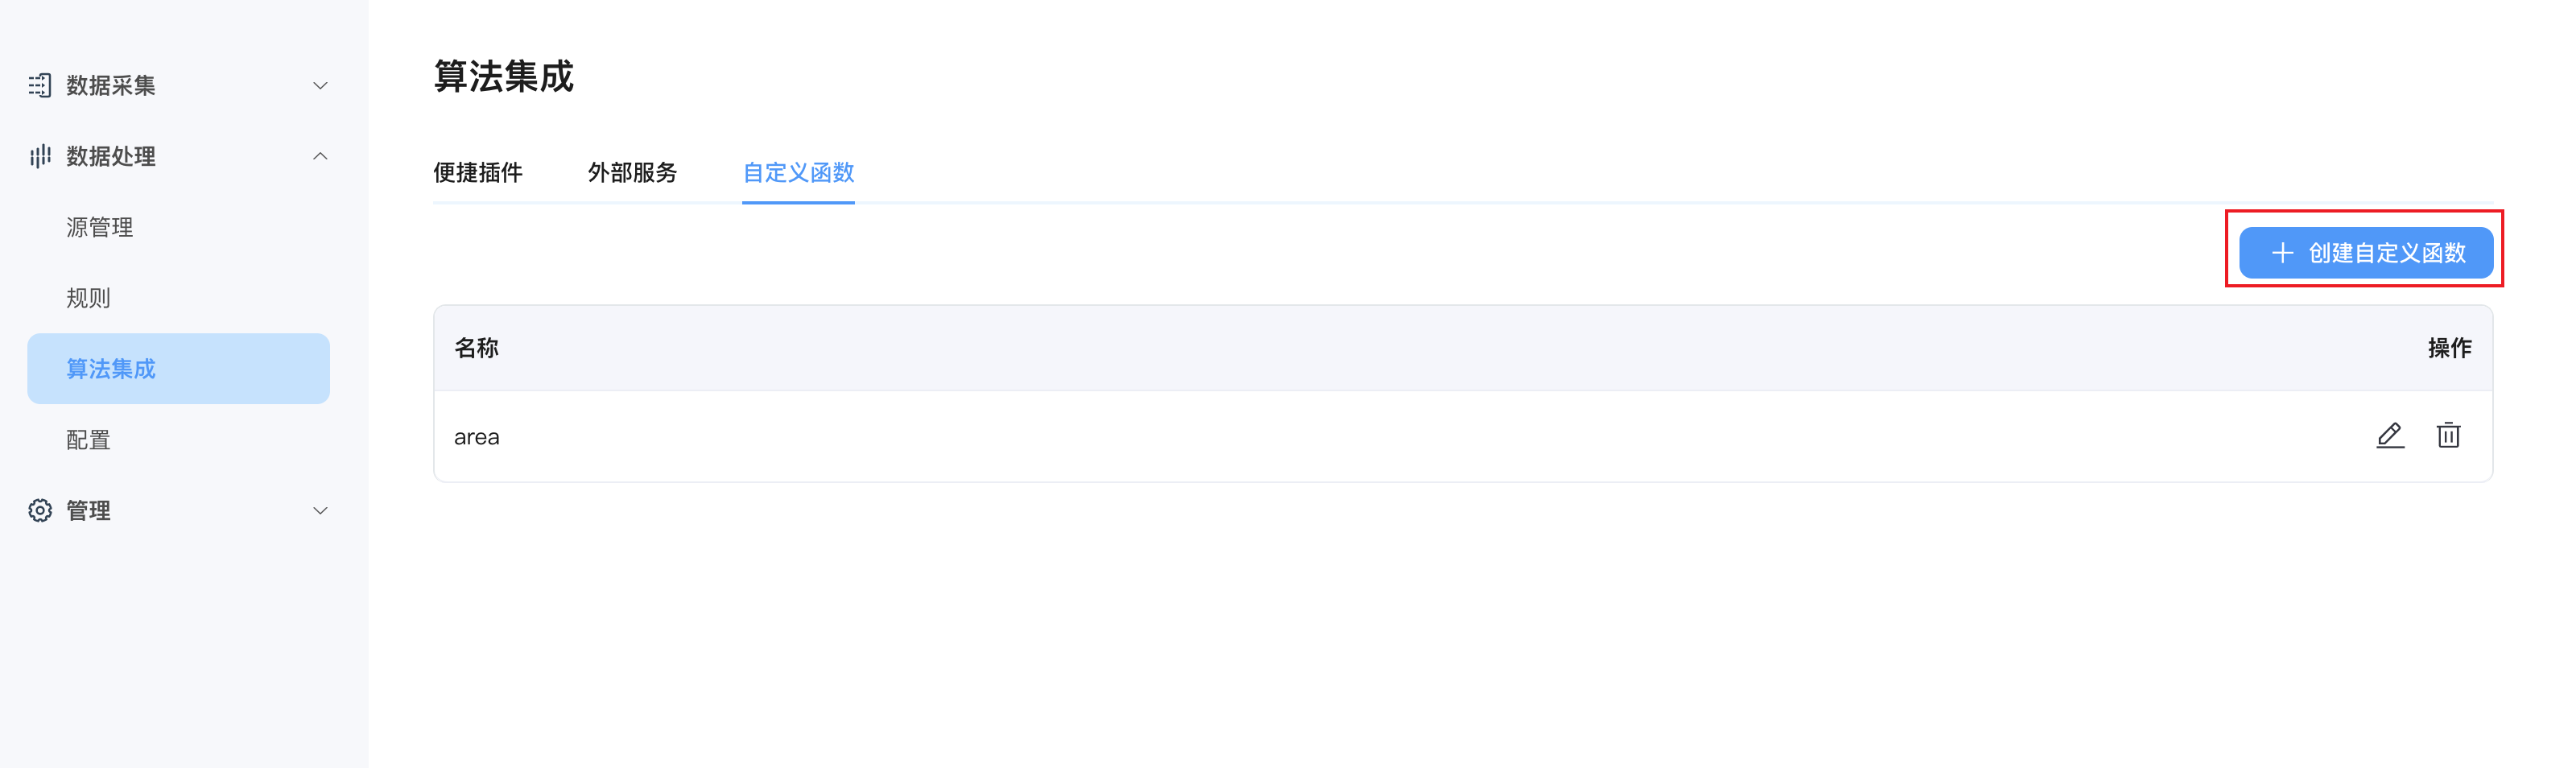 数据采集
数据处理
源管理
规则
算法集成
配置
管理
算法集成
便捷插件 外部服务 自定义函数
创建自定义函数
名称 操作
area